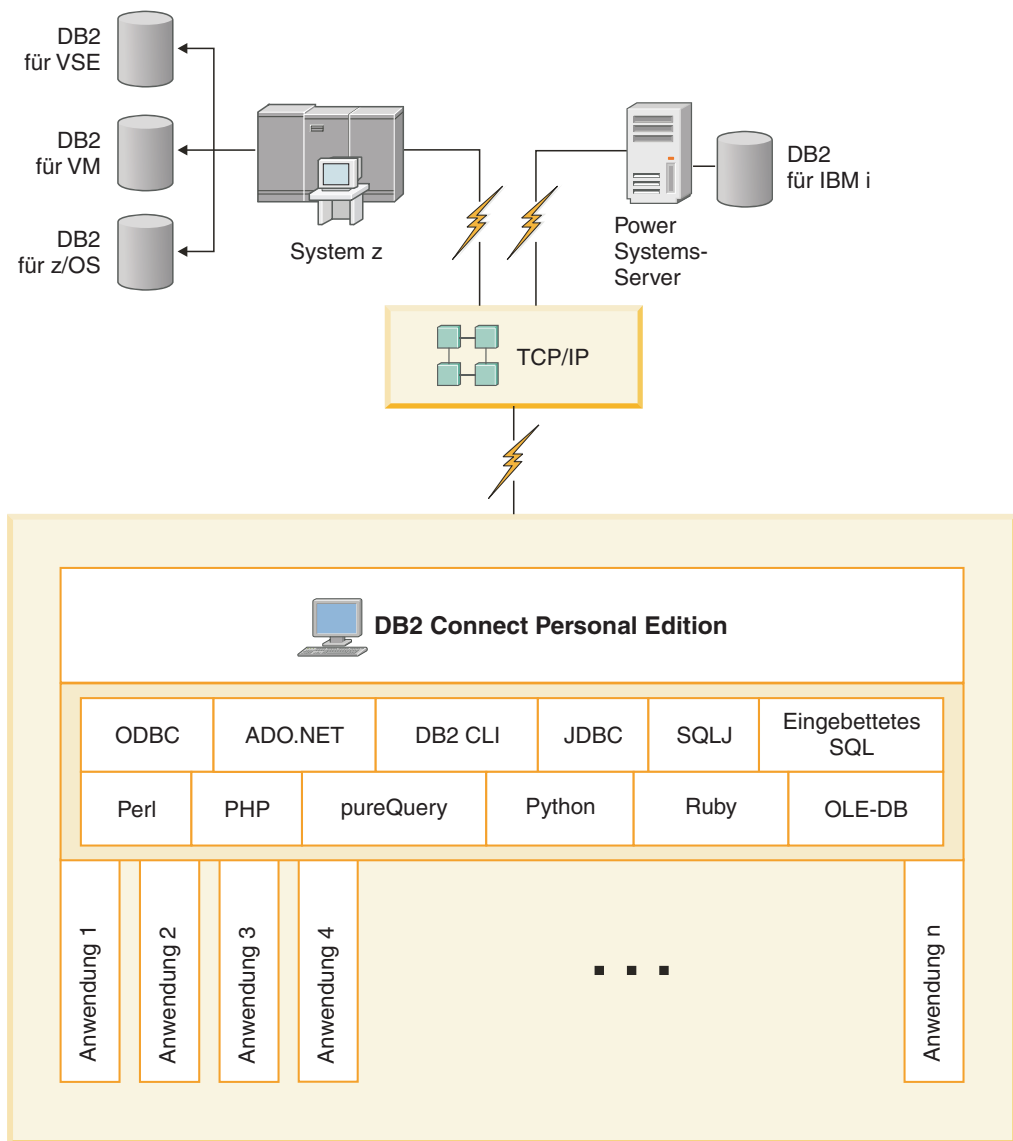 DB2
für VSE
DB2
für VM
DB2
für z/OS
System z
Power
Systems-
Server
DB2
für IBM i
TCP/IP
DB2 Connect Personal Edition
ODBC
ADO.NET
DB2 CLI
JDBC
SQLJ
Eingebettetes
SQL
Perl
PHP
pureQuery
Python
Ruby
OLE-DB
Anwendung 1
Anwendung 2
Anwendung 3
Anwendung 4
. . .
Anwendung n